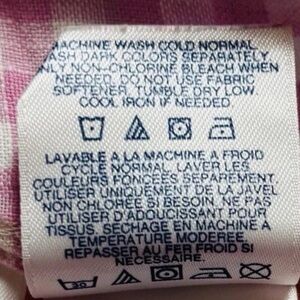 MACHINE WASH COLD NORMAL
WASH DARK COLORS SEPARATELY
ONLY NON-CHLORINE BLEACH WHEN
NEEDED. DO NOT USE FABRIC
SOFTENER. TUMBLE DRY LOW
COOL IRON IF NEEDED
LAVABLE A LA MACHINE A FROID
CYCLE NORMAL. LAVER LES
COULEURS FONCEES SEPAREMENT.
UTILISER UNIQUEMENT DE LA JAVEL
NON CHLOREE SI BESOIN. NE PAS
UTILISER D'ADOUCISSANT POUR
TISSUS. SECHAGE EN MACHINE A
TEMPERATURE MODEREE.
REPASSER AU FER FROID SI
NECESSAIRE.
30